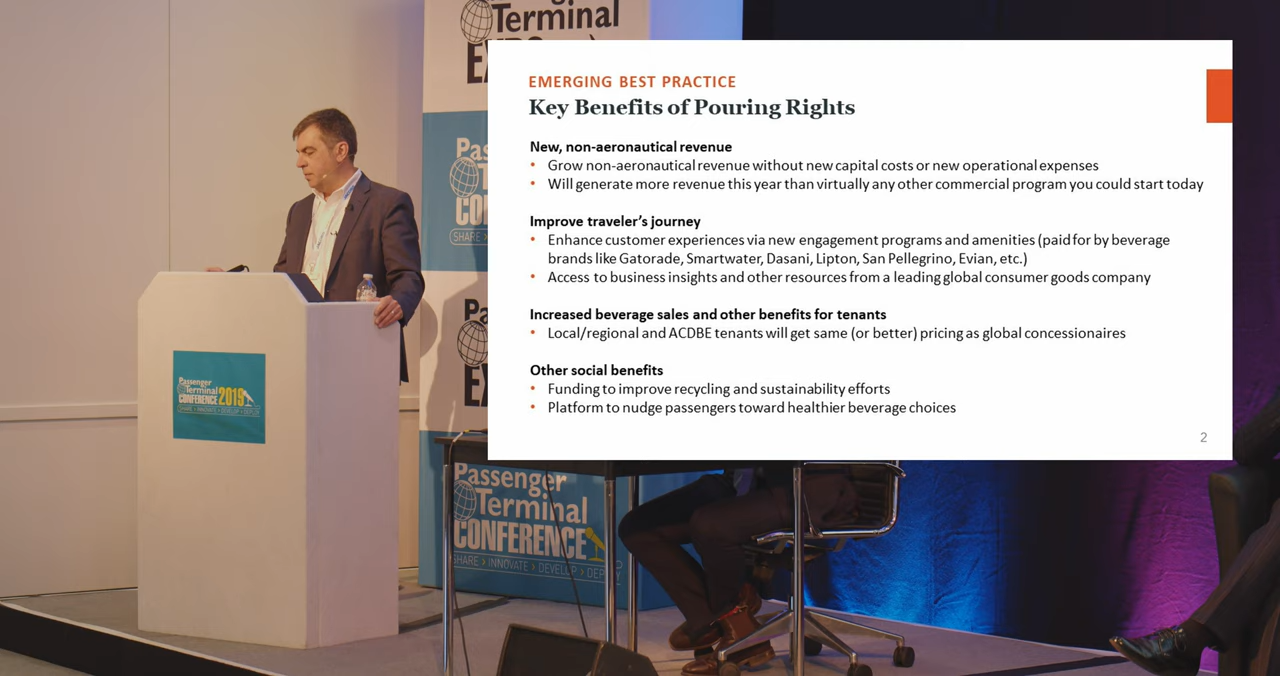 Terminal
EMERGING BEST PRACTICE
Key Benefits of Pouring Rights
New, non-aeronautical revenue
• Grow non-aeronautical revenue without new capital costs or new operational expenses
• Will generate more revenue this year than virtually any other commercial program you could start today
Improve traveler's journey
• Enhance customer experiences via new engagement programs and amenities (paid for by beverage
brands like Gatorade, Smartwater, Dasani, Lipton, San Pellegrino, Evian, etc.)
• Access to business insights and other resources from a leading global consumer goods company
Increased beverage sales and other benefits for tenants
• Local/regional and ACDBE tenants will get same (or better) pricing as global concessionaires
Other social benefits
• Funding to improve recycling and sustainability efforts
• Platform to nudge passengers toward healthier beverage choices
2
Passenger
Terminal
CONFERENCE 2019
SHARE > INNOVATE > DEVELOP > DEPLOY
SHARE >
Passenger
Terminal
CONFERENCE
SHARE > INNOVATE > DEVELOP > DEPLOY